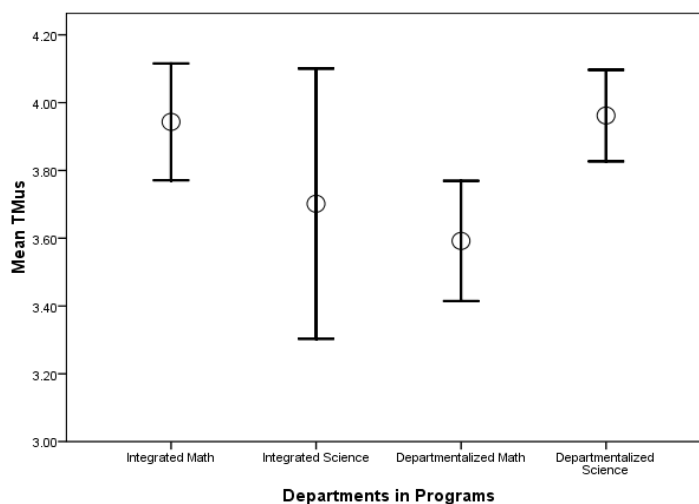 4.20
4.00
3.80
3.60
3.40
3.20
3.00
Mean TMus
Integrated Math
Integrated Science
Departmentalized Math
Departmentalized
Science
Departments in Programs